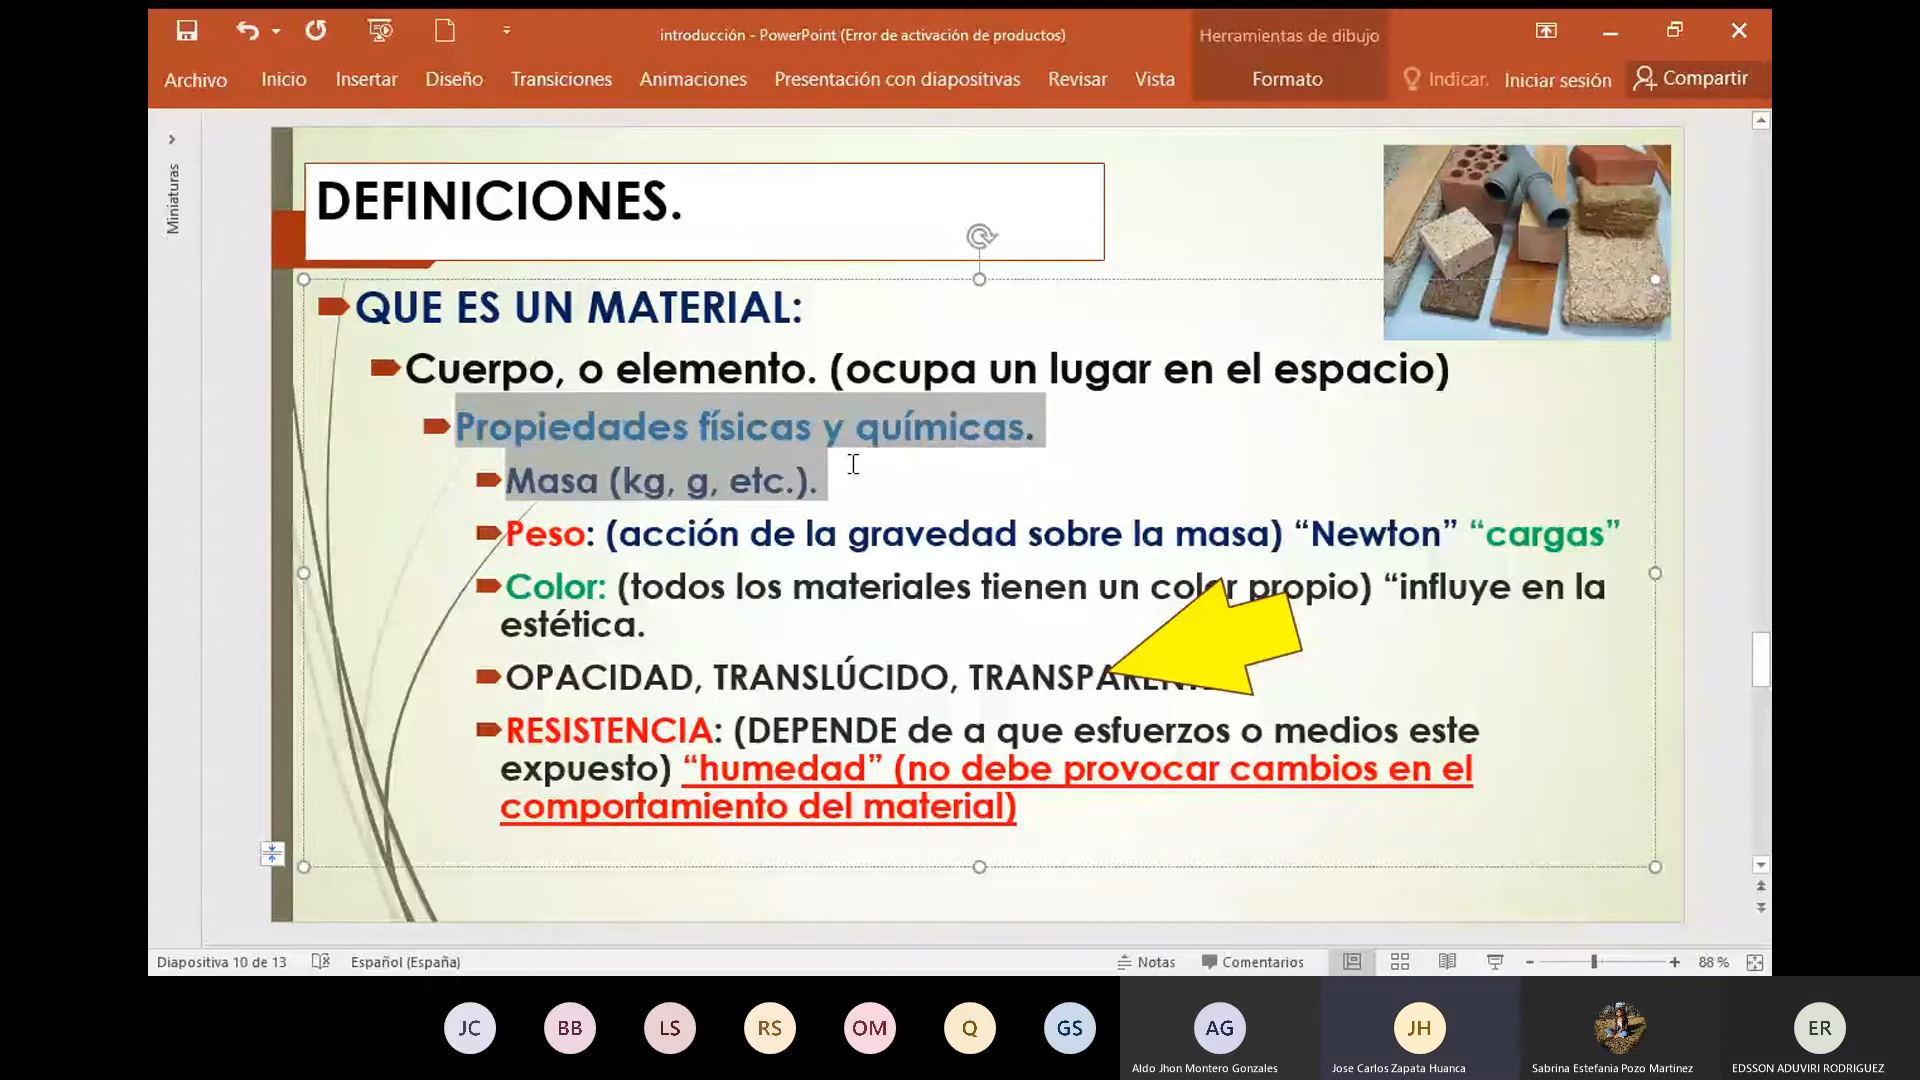 introducción - PowerPoint (Error de activación de productos)
Herramientas de dibujo
Archivo Inicio Insertar Diseño Transiciones Animaciones Presentación con diapositivas Revisar Vista Formato Indicar. Iniciar sesión Compartir
Miniaturas
DEFINICIONES.
QUE ES UN MATERIAL:
Cuerpo, o elemento. (ocupa un lugar en el espacio)
Propiedades físicas y químicas.
Masa (kg, g, etc.).
Peso: (acción de la gravedad sobre la masa) “Newton” “cargas”
Color: (todos los materiales tienen un color propio) “influye en la
estética.
OPACIDAD, TRANSLÚCIDO,
RESISTENCIA: (DEPENDE de a que esfuerzos o medios este
expuesto) “humedad” (no debe provocar cambios en el
comportamiento del material)
Diapositiva 10 de 13 Español (España) Notas Comentarios 88 %
JC BB LS RS OM Q GS AG JH ER
Aldo Jhon Montero Gonzales Jose Carlos Zapata Huanca Sabrina Estefania Pozo Martinez EDSSON ADUVIRI RODRIGUEZ